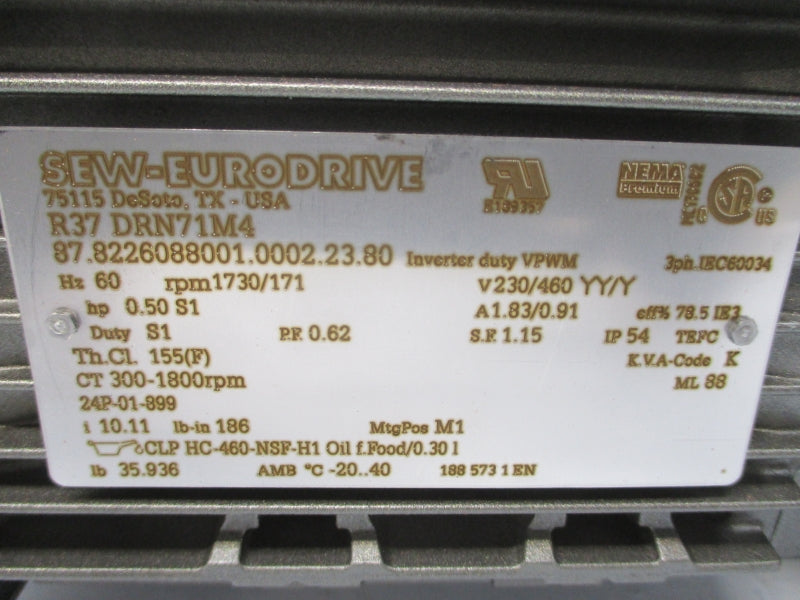 SEW-EURODRIVE
75115 DeSoto, TX - USA
E189357
NEMA
Premium
C US
R37 DRN71M4
87.8226088001.0002.23.80 Inverter duty VPWM 3ph.IEC60034
Hz 60 rpm1730/171 V230/460 YY/Y
hp 0.50 S1 A1.83/0.91 eff% 78.5 IE3
Duty S1 P.F. 0.62 S.F. 1.15 IP 54 TEFC
Th.Cl. 155(F) K.V.A-Code K
CT 300-1800rpm ML 88
24P-01-899
i 10.11 lb-in 186 MtgPos M1
CLP HC-460-NSF-H1 Oil f.Food/0.30 l
lb 35.936 AMB °C -20..40 188 573 1 EN